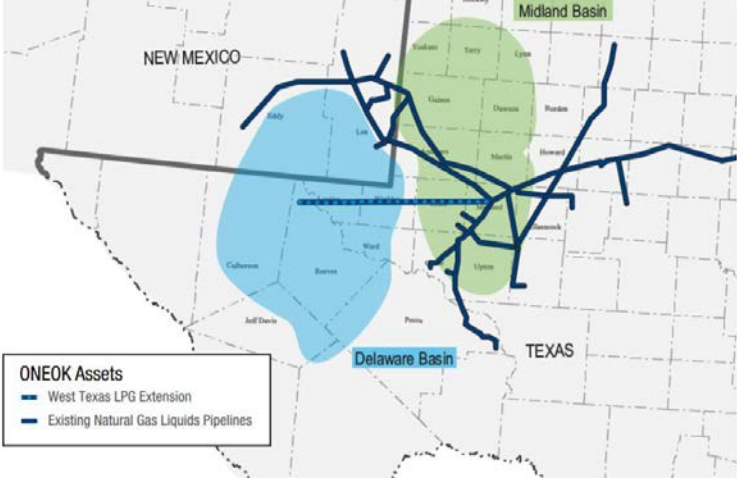 Midland Basin
NEW MEXICO
Yoakum
Terry
Lynn
Gaines
Dawson
Borden
Eddy
Lea
Martin
Howard
Glasscock
Ward
Culberson
Reeves
Upton
Jeff Davis
Pecos
Delaware Basin
TEXAS
ONEOK Assets
West Texas LPG Extension
Existing Natural Gas Liquids Pipelines